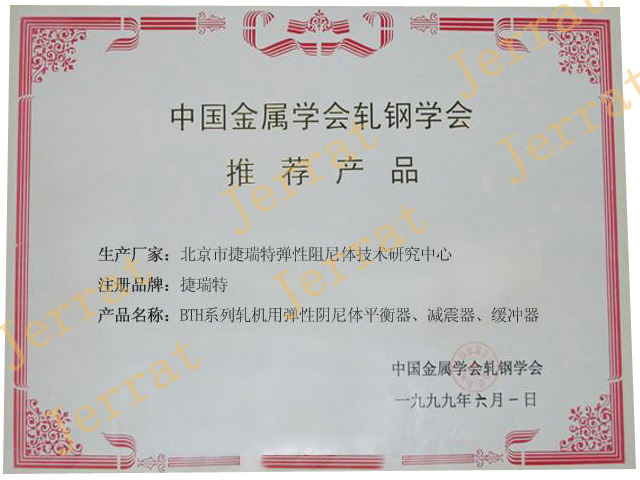 中国金属学会轧钢学会
推荐产品
生产厂家：北京市捷瑞特弹性阻尼体技术研究中心
注册品牌：捷瑞特
产品名称：BTH系列轧机用弹性阴尼体平衡器、减震器、缓冲器
中国金属学会轧钢学会
一九九九年六月一日
Jerrat
Jerrat
Jerrat
Jerrat
Jerrat
Jerrat